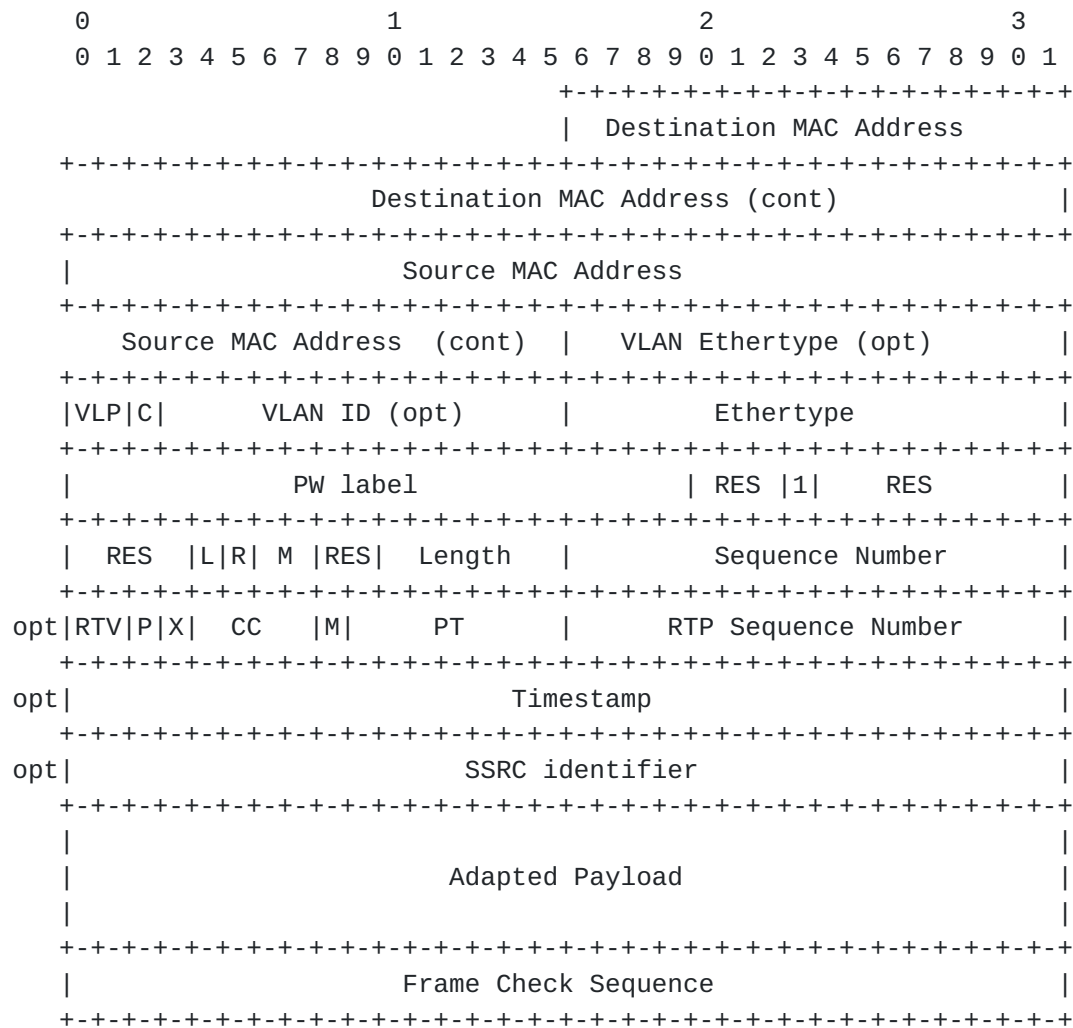 0                   1                   2                   3
    0 1 2 3 4 5 6 7 8 9 0 1 2 3 4 5 6 7 8 9 0 1 2 3 4 5 6 7 8 9 0 1
                                   +-+-+-+-+-+-+-+-+-+-+-+-+-+-+-+-+
                                   |  Destination MAC Address
   +-+-+-+-+-+-+-+-+-+-+-+-+-+-+-+-+-+-+-+-+-+-+-+-+-+-+-+-+-+-+-+-+
                       Destination MAC Address (cont)              |
   +-+-+-+-+-+-+-+-+-+-+-+-+-+-+-+-+-+-+-+-+-+-+-+-+-+-+-+-+-+-+-+-+
   |                     Source MAC Address
   +-+-+-+-+-+-+-+-+-+-+-+-+-+-+-+-+-+-+-+-+-+-+-+-+-+-+-+-+-+-+-+-+
       Source MAC Address  (cont)  |   VLAN Ethertype (opt)        |
   +-+-+-+-+-+-+-+-+-+-+-+-+-+-+-+-+-+-+-+-+-+-+-+-+-+-+-+-+-+-+-+-+
   |VLP|C|      VLAN ID (opt)      |         Ethertype             |
   +-+-+-+-+-+-+-+-+-+-+-+-+-+-+-+-+-+-+-+-+-+-+-+-+-+-+-+-+-+-+-+-+
   |              PW label                 | RES |1|    RES        |
   +-+-+-+-+-+-+-+-+-+-+-+-+-+-+-+-+-+-+-+-+-+-+-+-+-+-+-+-+-+-+-+-+
   |  RES  |L|R| M |RES|  Length   |         Sequence Number       |
   +-+-+-+-+-+-+-+-+-+-+-+-+-+-+-+-+-+-+-+-+-+-+-+-+-+-+-+-+-+-+-+-+
opt|RTV|P|X|  CC   |M|     PT      |      RTP Sequence Number      |
   +-+-+-+-+-+-+-+-+-+-+-+-+-+-+-+-+-+-+-+-+-+-+-+-+-+-+-+-+-+-+-+-+
opt|                            Timestamp                          |
   +-+-+-+-+-+-+-+-+-+-+-+-+-+-+-+-+-+-+-+-+-+-+-+-+-+-+-+-+-+-+-+-+
opt|                         SSRC identifier                       |
   +-+-+-+-+-+-+-+-+-+-+-+-+-+-+-+-+-+-+-+-+-+-+-+-+-+-+-+-+-+-+-+-+
   |                                                               |
   |                        Adapted Payload                        |
   |                                                               |
   +-+-+-+-+-+-+-+-+-+-+-+-+-+-+-+-+-+-+-+-+-+-+-+-+-+-+-+-+-+-+-+-+
   |                     Frame Check Sequence                      |
   +-+-+-+-+-+-+-+-+-+-+-+-+-+-+-+-+-+-+-+-+-+-+-+-+-+-+-+-+-+-+-+-+